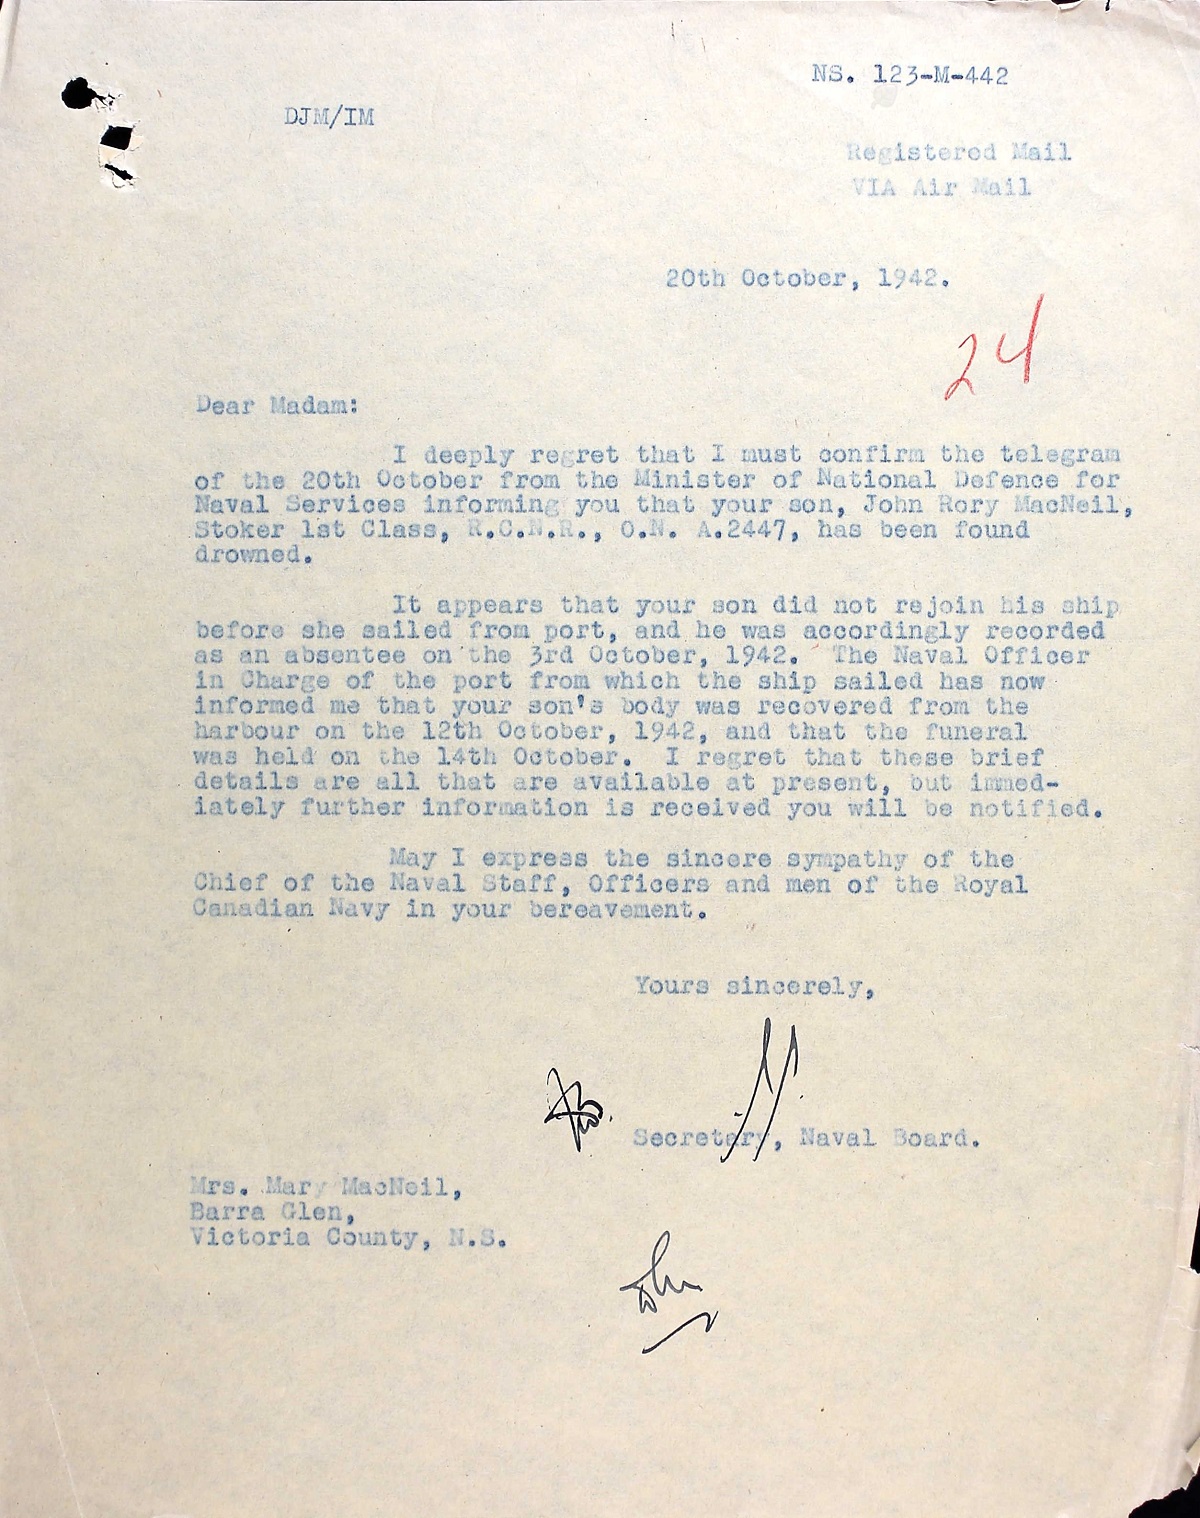 NS. 123-M-442
DJM/IM
Registered Mail
VIA Air Mail
20th October, 1942.
24
Dear Madam:
I deeply regret that I must confirm the telegram
of the 20th October from the Minister of National Defence for
Naval Services informing you that your son, John Rory MacNeil,
Stoker 1st Class, R.C.N.R., O.N. A.2447, has been found
drowned.
It appears that your son did not rejoin his ship
before she sailed from port, and he was accordingly recorded
as an absentee on the 3rd October, 1942. The Naval Officer
in Charge of the port from which the ship sailed has now
informed me that your son's body was recovered from the
harbour on the 12th October, 1942, and that the funeral
was held on the 14th October. I regret that these brief
details are all that are available at present, but immed-
iately further information is received you will be notified.
May I express the sincere sympathy of the
Chief of the Naval Staff, Officers and men of the Royal
Canadian Navy in your bereavement.
Yours sincerely,
Secretary, Naval Board.
Mrs. Mary MacNeil,
Barra Glen,
Victoria County, N.S.